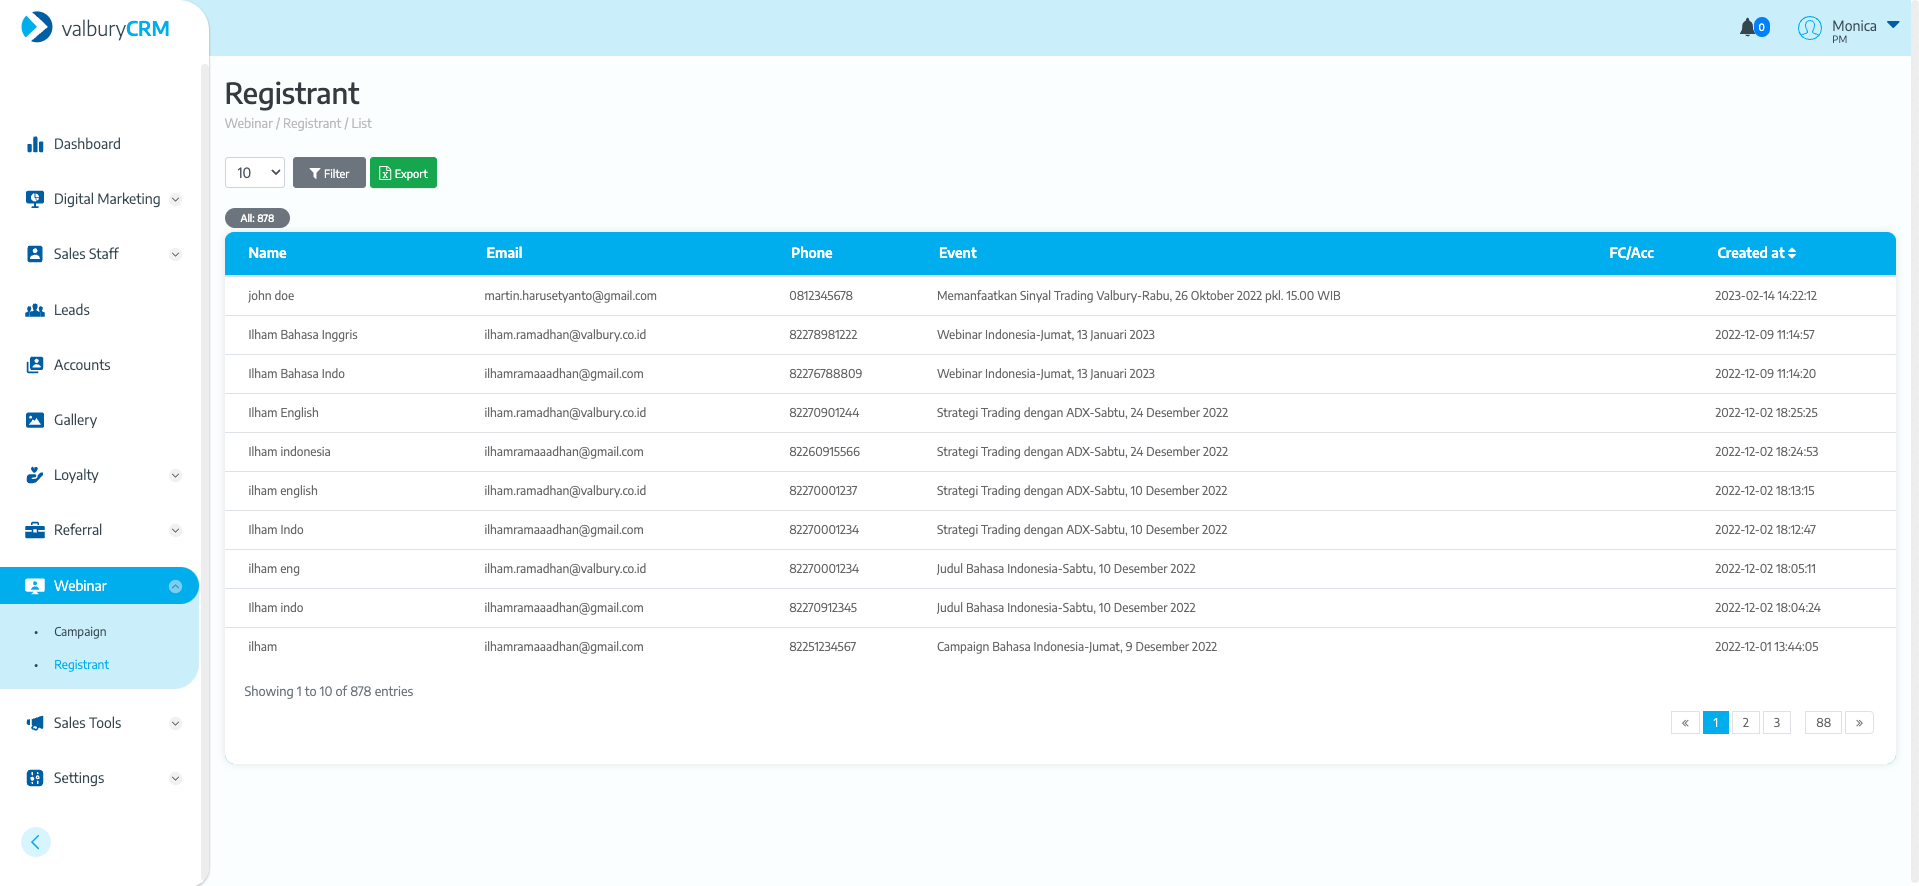 valburyCRM
0
Monica
PM
Dashboard
Digital Marketing
Sales Staff
Leads
Accounts
Gallery
Loyalty
Referral
Webinar
• Campaign
• Registrant
Sales Tools
Settings
Registrant
Webinar / Registrant / List
10 Filter Export
All: 878
Name Email Phone Event FC/Acc Created at
john doe martin.harusetyanto@gmail.com 0812345678 Memanfaatkan Sinyal Trading Valbury-Rabu, 26 Oktober 2022 pkl. 15.00 WIB 2023-02-14 14:22:12
Ilham Bahasa Inggris ilham.ramadhan@valbury.co.id 82278981222 Webinar Indonesia-Jumat, 13 Januari 2023 2022-12-09 11:14:57
Ilham Bahasa Indo ilhamramaaadhan@gmail.com 82276788809 Webinar Indonesia-Jumat, 13 Januari 2023 2022-12-09 11:14:20
Ilham English ilham.ramadhan@valbury.co.id 82270901244 Strategi Trading dengan ADX-Sabtu, 24 Desember 2022 2022-12-02 18:25:25
Ilham indonesia ilhamramaaadhan@gmail.com 82260915566 Strategi Trading dengan ADX-Sabtu, 24 Desember 2022 2022-12-02 18:24:53
ilham english ilham.ramadhan@valbury.co.id 82270001237 Strategi Trading dengan ADX-Sabtu, 10 Desember 2022 2022-12-02 18:13:15
Ilham Indo ilhamramaaadhan@gmail.com 82270001234 Strategi Trading dengan ADX-Sabtu, 10 Desember 2022 2022-12-02 18:12:47
ilham eng ilham.ramadhan@valbury.co.id 82270001234 Judul Bahasa Indonesia-Sabtu, 10 Desember 2022 2022-12-02 18:05:11
Ilham indo ilhamramaaadhan@gmail.com 82270912345 Judul Bahasa Indonesia-Sabtu, 10 Desember 2022 2022-12-02 18:04:24
ilham ilhamramaaadhan@gmail.com 82251234567 Campaign Bahasa Indonesia-Jumat, 9 Desember 2022 2022-12-01 13:44:05
Showing 1 to 10 of 878 entries
« 1 2 3 88 »